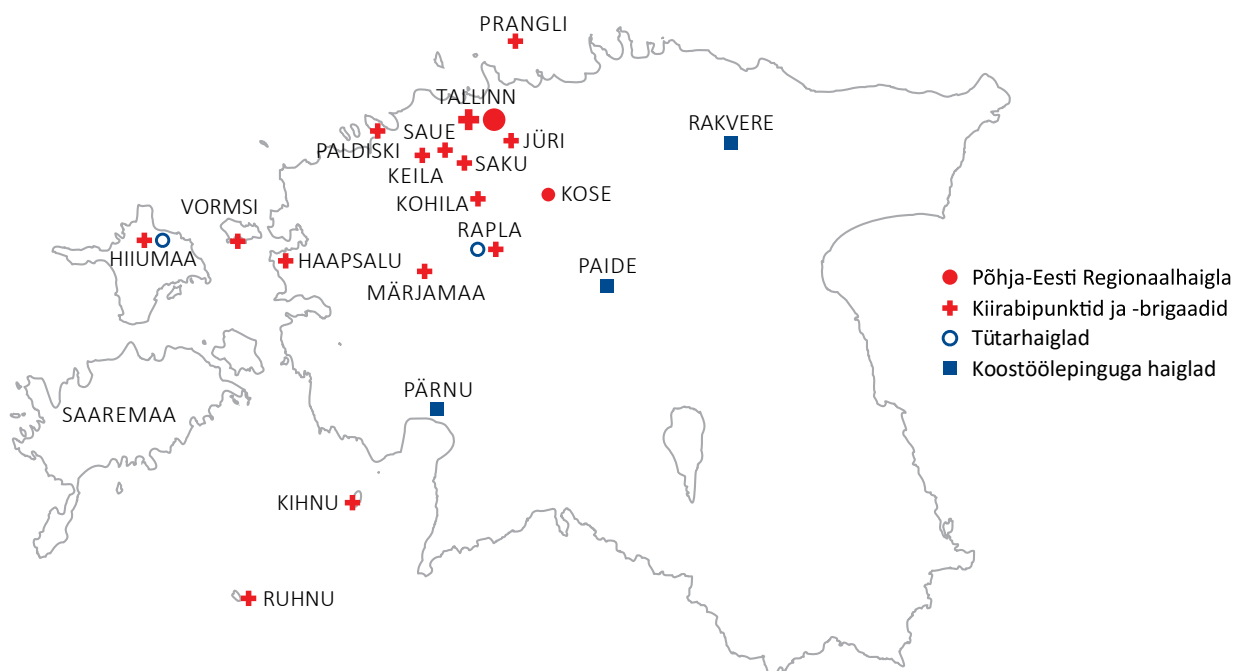 PRANGLI
TALLINN
RAKVERE
SAUE
JÜRI
PALDISKI
KEILA
SAKU
KOSE
KOHILA
VORMSI
RAPLA
HIIUMAA
HAAPSALU
PAIDE
MÄRJAMAA
Põhja-Eesti Regionaalhaigla
Kiirabipunktid ja -brigaadid
Tütarhaiglad
Koostöölepinguga haiglad
PÄRNU
SAAREMAA
KIHNU
RUHNU